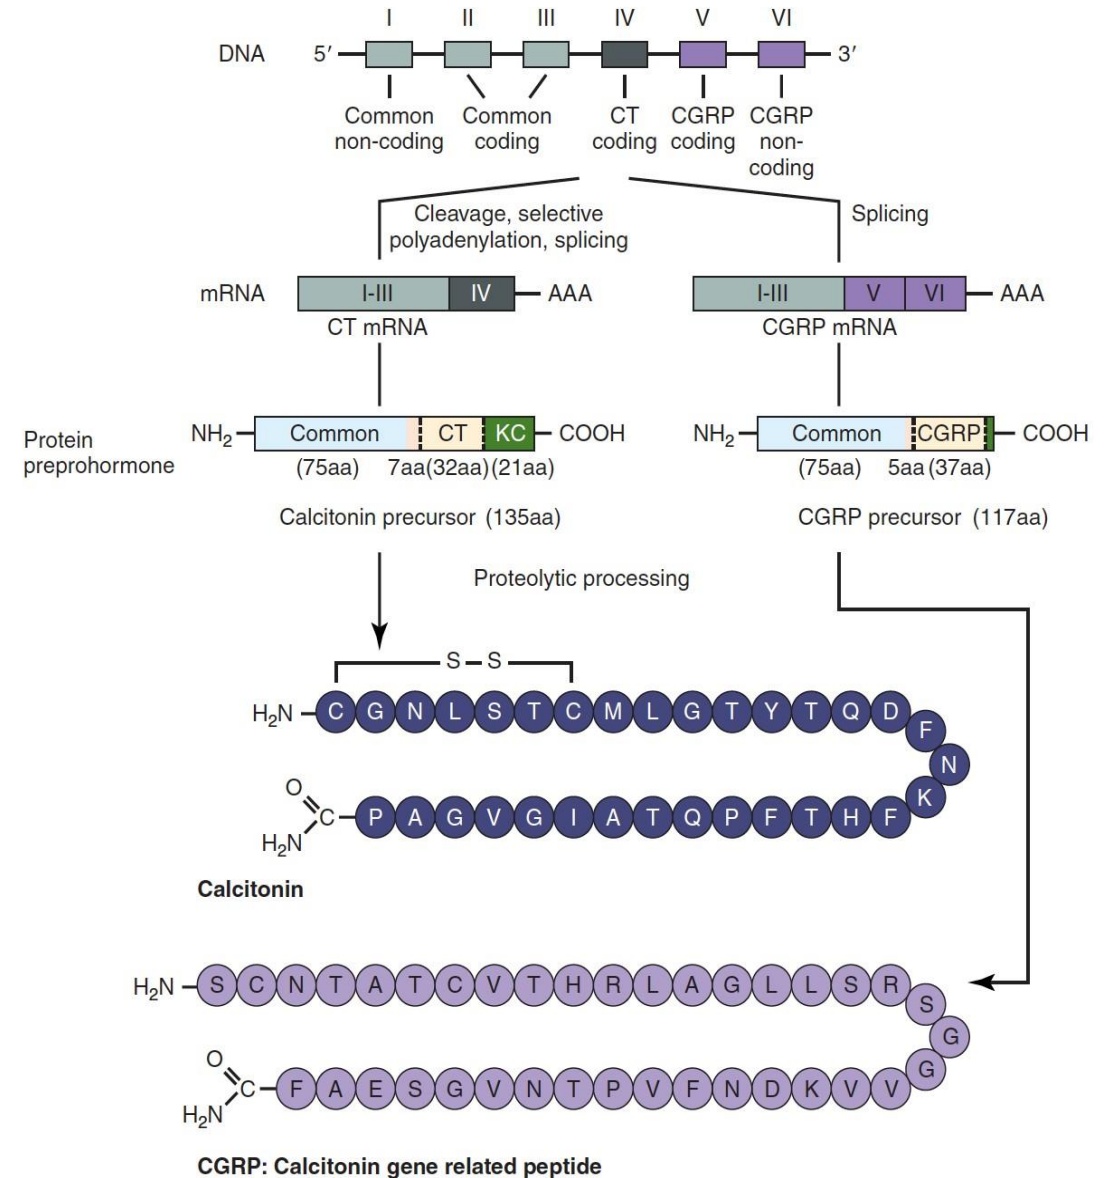 I II III IV V VI
DNA 5′ 3′
Common non-coding
Common coding
CT coding
CGRP coding
CGRP non-coding
Cleavage, selective
polyadenylation, splicing
Splicing
mRNA I-III IV AAA
CT mRNA
I-III V VI AAA
CGRP mRNA
Protein
preprohormone
NH2 Common CT KC COOH
(75aa) 7aa(32aa)(21aa)
Calcitonin precursor (135aa)
NH2 Common CGRP COOH
(75aa) 5aa (37aa)
CGRP precursor (117aa)
Proteolytic processing
S S
H2N C G N L S T C M L G T Y T Q D
F
N
K
O
C P A G V G I A T Q P F T H F
H2N
Calcitonin
H2N S C N T A T C V T H R L A G L L S R
S
G
G
O
C F A E S G V N T P V F N D K V V
H2N
CGRP: Calcitonin gene related peptide